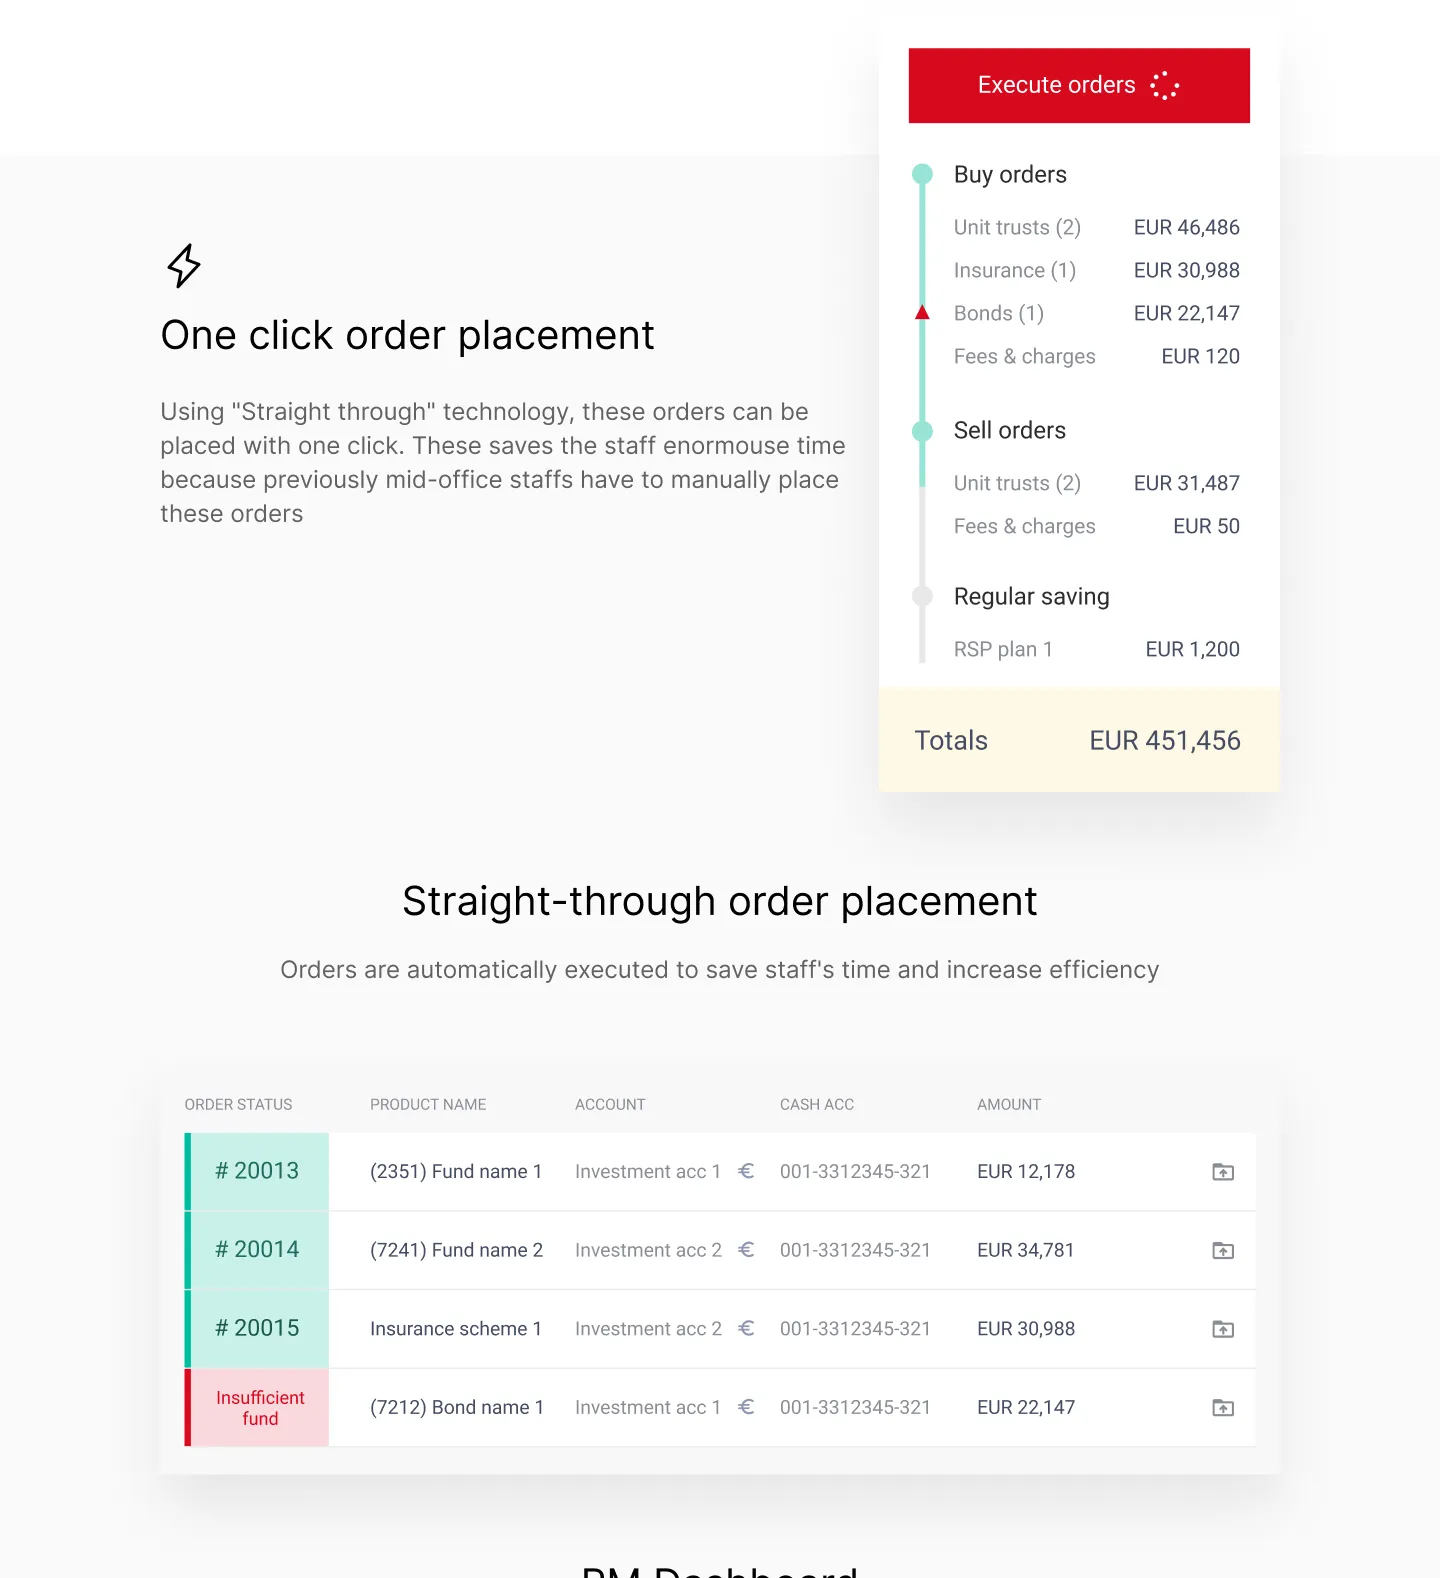 Execute orders
Buy orders
Unit trusts (2) EUR 46,486
Insurance (1) EUR 30,988
Bonds (1) EUR 22,147
Fees & charges EUR 120
Sell orders
Unit trusts (2) EUR 31,487
Fees & charges EUR 50
Regular saving
RSP plan 1 EUR 1,200
Totals EUR 451,456
One click order placement
Using "Straight through" technology, these orders can be
placed with one click. These saves the staff enormouse time
because previously mid-office staffs have to manually place
these orders
Straight-through order placement
Orders are automatically executed to save staff's time and increase efficiency
ORDER STATUS PRODUCT NAME ACCOUNT CASH ACC AMOUNT
# 20013 (2351) Fund name 1 Investment acc 1 € 001-3312345-321 EUR 12,178
# 20014 (7241) Fund name 2 Investment acc 2 € 001-3312345-321 EUR 34,781
# 20015 Insurance scheme 1 Investment acc 2 € 001-3312345-321 EUR 30,988
Insufficient
fund (7212) Bond name 1 Investment acc 1 € 001-3312345-321 EUR 22,147
Dashboard